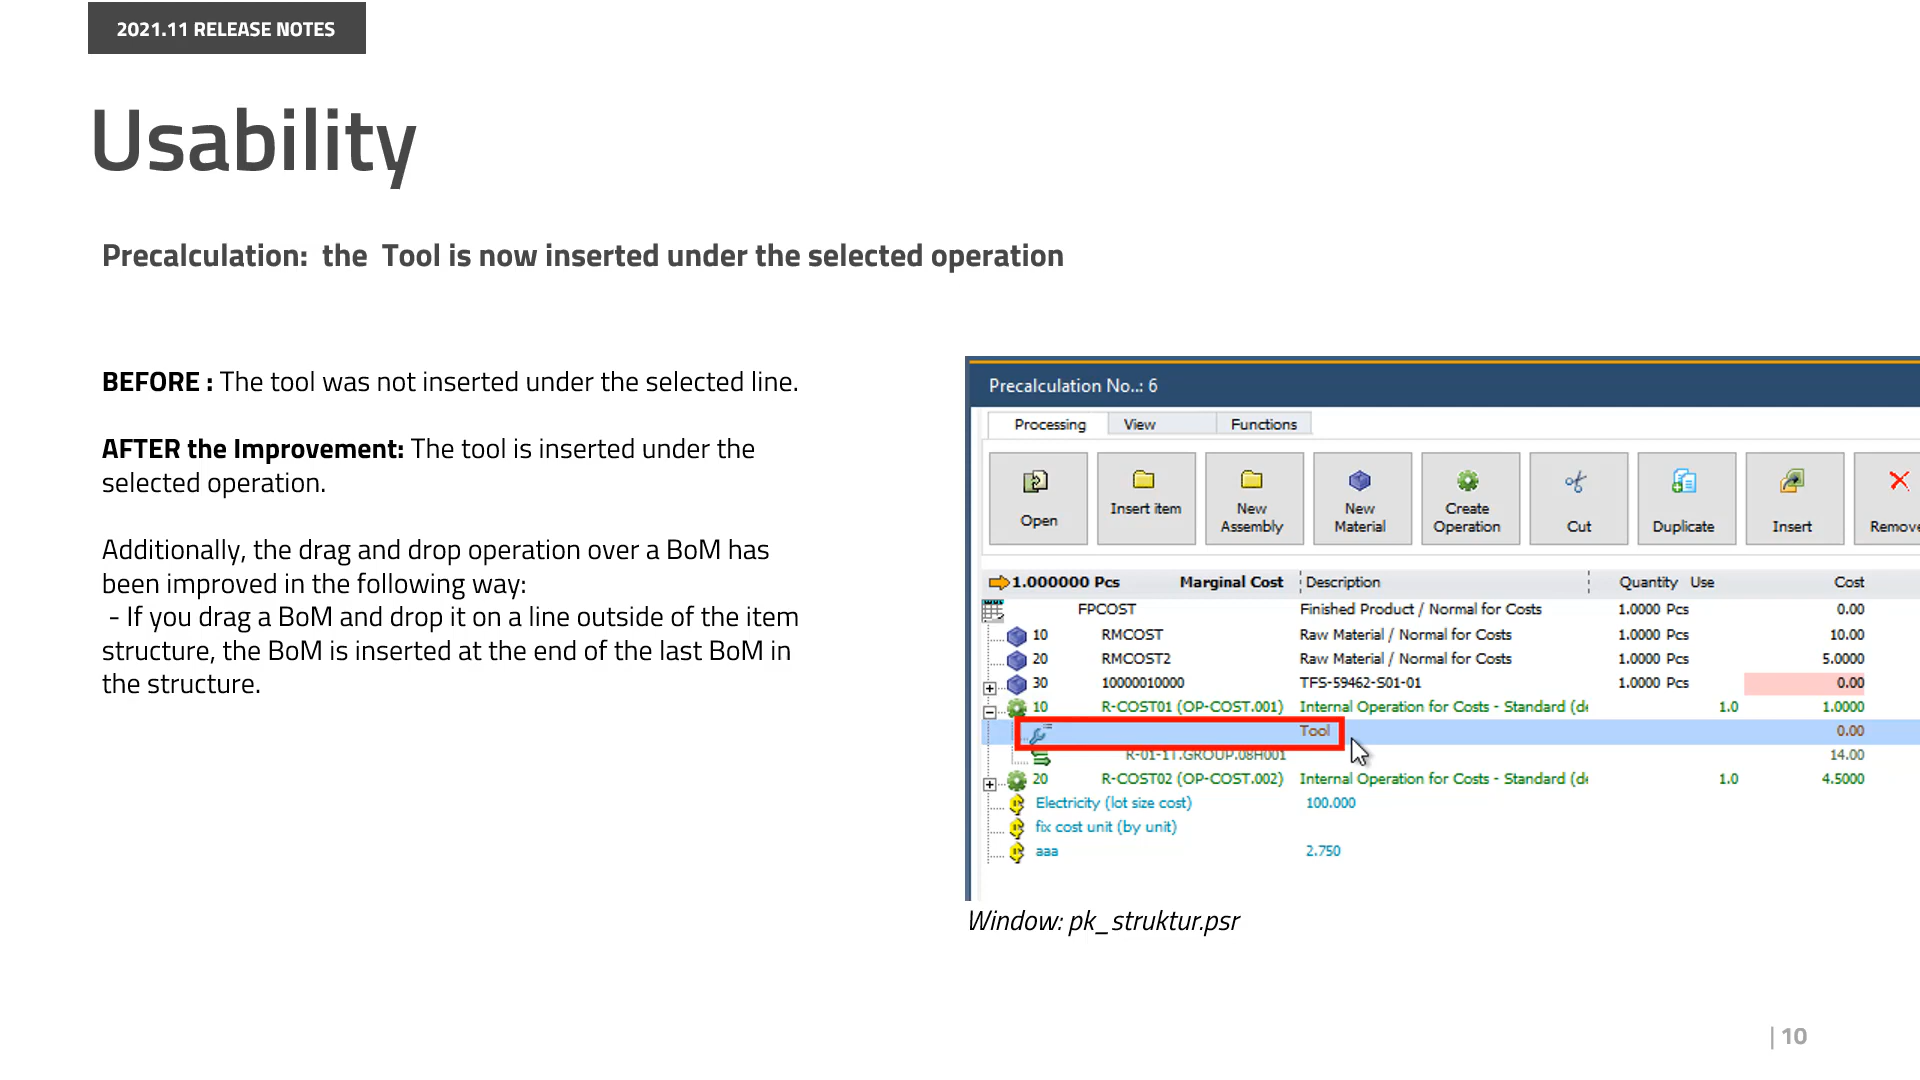 2021.11 RELEASE NOTES
Usability
Precalculation:  the  Tool is now inserted under the selected operation
BEFORE : The tool was not inserted under the selected line.
AFTER the Improvement: The tool is inserted under the
selected operation.
Additionally, the drag and drop operation over a BoM has
been improved in the following way:
- If you drag a BoM and drop it on a line outside of the item
structure, the BoM is inserted at the end of the last BoM in
the structure.
Precalculation No..: 6
Processing View Functions
Open Insert item New Assembly New Material Create Operation Cut Duplicate Insert Remove
1.000000 Pcs Marginal Cost Description Quantity Use Cost
FPCOST Finished Product / Normal for Costs 1.0000 Pcs 0.00
10 RMCOST Raw Material / Normal for Costs 1.0000 Pcs 10.00
20 RMCOST2 Raw Material / Normal for Costs 1.0000 Pcs 5.0000
30 10000010000 TFS-59462-S01-01 1.0000 Pcs 0.00
10 R-COST01 (OP-COST.001) Internal Operation for Costs - Standard (de 1.0 1.0000
Tool 0.00
R-01-1T.GROUP.08H001 14.00
20 R-COST02 (OP-COST.002) Internal Operation for Costs - Standard (de 1.0 4.5000
Electricity (lot size cost) 100.000
fix cost unit (by unit)
aaa 2.750
Window: pk_struktur.psr
| 10